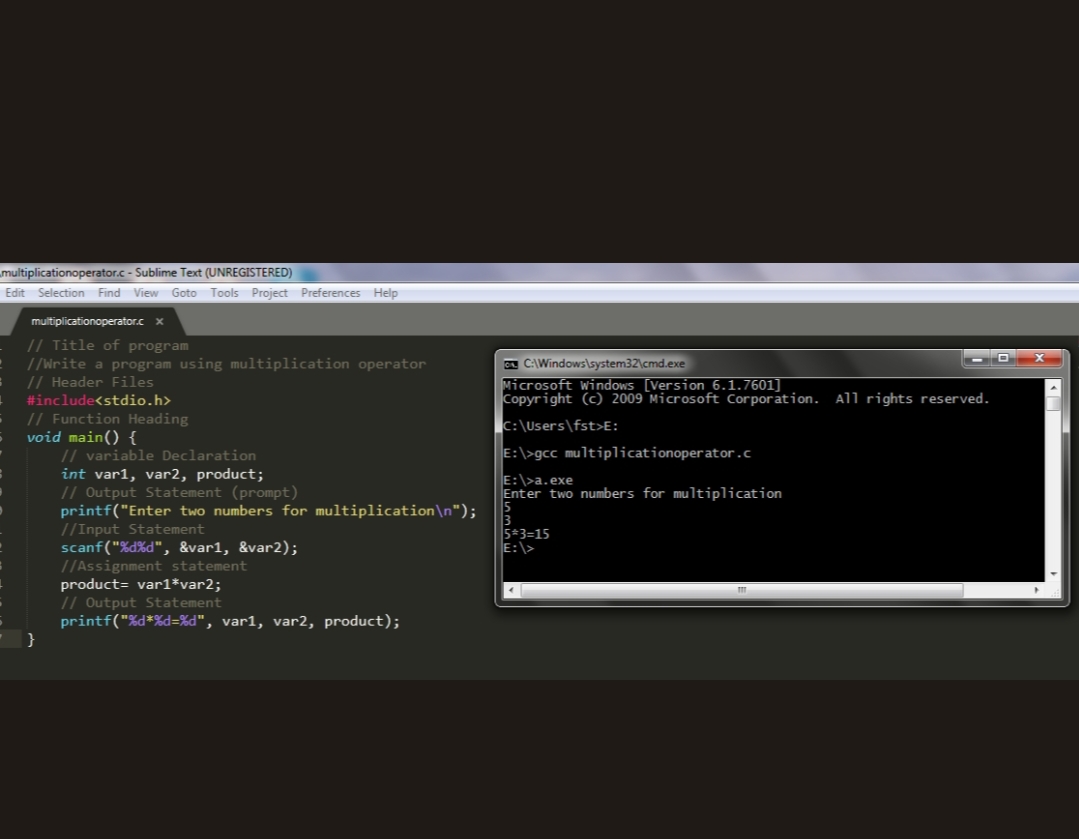 \multiplicationoperator.c - Sublime Text (UNREGISTERED)
Edit Selection Find View Goto Tools Project Preferences Help
multiplicationoperator.c ×
// Title of program
//Write a program using multiplication operator
// Header Files
#include<stdio.h>
// Function Heading
void main() {
// variable Declaration
int var1, var2, product;
// Output Statement (prompt)
printf("Enter two numbers for multiplication\n");
//Input Statement
scanf("%d%d", &var1, &var2);
//Assignment statement
product= var1*var2;
// Output Statement
printf("%d*%d=%d", var1, var2, product);
}
C:\Windows\system32\cmd.exe
Microsoft Windows [Version 6.1.7601]
Copyright (c) 2009 Microsoft Corporation.  All rights reserved.
C:\Users\fst>E:
E:\>gcc multiplicationoperator.c
E:\>a.exe
Enter two numbers for multiplication
5
3
5*3=15
E:\>